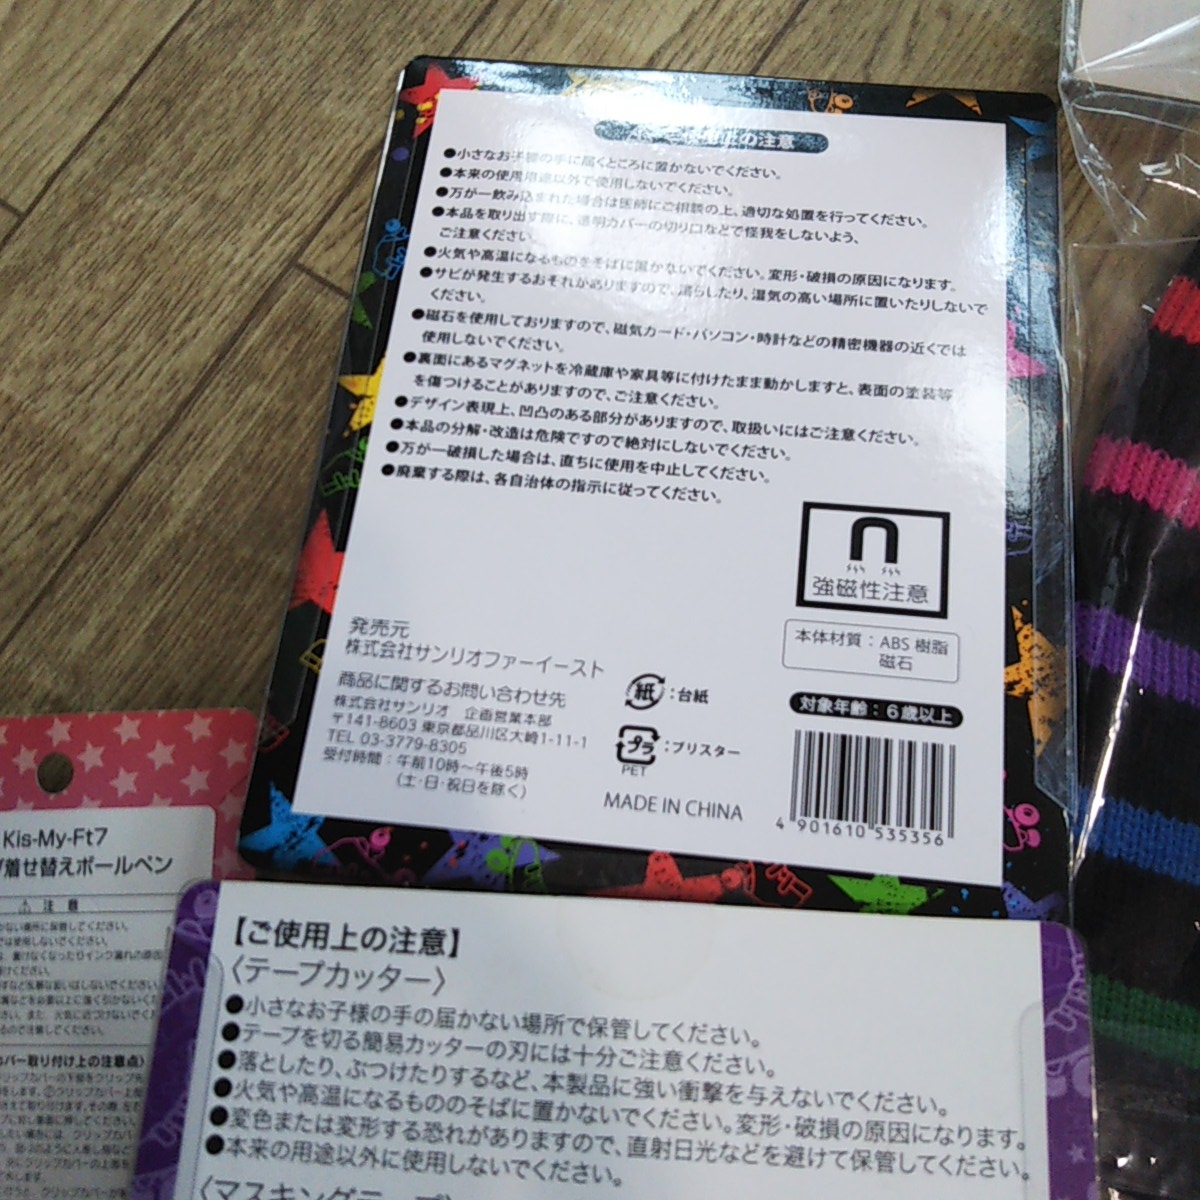 使用上の注意
●小さなお子様の手に届くところに置かないでください。
●本来の使用用途以外で使用しないでください。
●万が一飲み込まれた場合は医師にご相談の上、適切な処置を行ってください。
●本品を取り出す際に、透明カバーの切り口などで怪我をしないよう、
ご注意ください。
●火気や高温になるものをそばに置かないでください。変形・破損の原因になります。
●サビが発生するおそれがありますので、濡らしたり、湿気の高い場所に置いたりしないで
ください。
●磁石を使用しておりますので、磁気カード・パソコン・時計などの精密機器の近くでは
使用しないでください。
●裏面にあるマグネットを冷蔵庫や家具等に付けたまま動かしますと、表面の塗装等
を傷つけることがありますので、ご注意ください。
●デザイン表現上、凹凸のある部分がありますので、取扱いにはご注意ください。
●本品の分解・改造は危険ですので絶対にしないでください。
●万が一破損した場合は、直ちに使用を中止してください。
●廃棄する際は、各自治体の指示に従ってください。
強磁性注意
本体材質：ABS樹脂
磁石
対象年齢：6歳以上
4 901610 535356
発売元
株式会社サンリオファーイースト
商品に関するお問い合わせ先
株式会社サンリオ 企画営業本部
〒141-8603 東京都品川区大崎1-11-1
TEL 03-3779-8305
受付時間：午前10時～午後5時
(土・日・祝日を除く)
紙：台紙
プラ：ブリスター
PET
MADE IN CHINA
Kis-My-Ft7
着せ替えボールペン
⚠ 注意
【ご使用上の注意】
〈テープカッター〉
●小さなお子様の手の届かない場所で保管してください。
●テープを切る簡易カッターの刃には十分ご注意ください。
●落としたり、ぶつけたりするなど、本製品に強い衝撃を与えないでください。
●火気や高温になるもののそばに置かないでください。変形・破損の原因になります。
●変色または変形する恐れがありますので、直射日光などを避けて保管してください。
●本来の用途以外に使用しないでください。
〈マスキングテープ〉